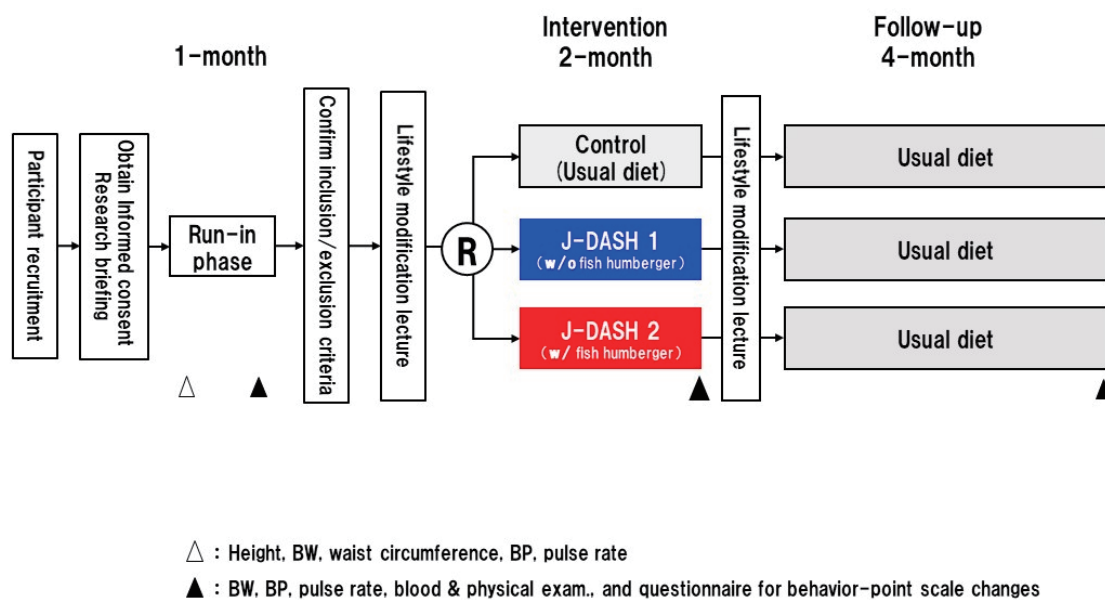 1-month
Intervention
2-month
Follow-up
4-month
Participant recruitment
Obtain Informed consent
Research briefing
Run-in
phase
Confirm inclusion/exclusion criteria
Lifestyle modification lecture
R
Control
(Usual diet)
J-DASH 1
(w/o fish humberger)
J-DASH 2
(w/ fish humberger)
Lifestyle modification lecture
Usual diet
Usual diet
Usual diet
△ : Height, BW, waist circumference, BP, pulse rate
▲ : BW, BP, pulse rate, blood & physical exam., and questionnaire for behavior-point scale changes